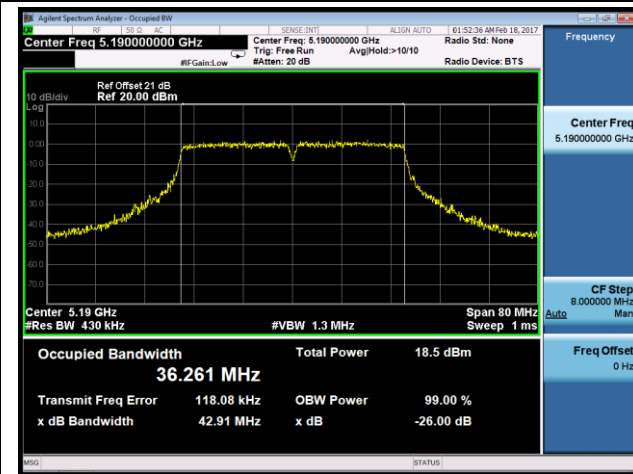 Agilent Spectrum Analyzer - Occupied BW
RF 50 Ω AC SENSE:INT ALIGN AUTO 01:52:36 AM Feb 18, 2017
Center Freq 5.190000000 GHz
Center Freq: 5.190000000 GHz
Radio Std: None
Trig: Free Run Avg|Hold:>10/10
#IFGain:Low
#Atten: 20 dB
Radio Device: BTS
Frequency
Ref Offset 21 dB
10 dB/div Ref 20.00 dBm
Log
10.0
0.00
-10.0
-20.0
-30.0
-40.0
-50.0
-60.0
-70.0
Center 5.19 GHz Span 80 MHz
#Res BW 430 kHz #VBW 1.3 MHz Sweep 1 ms
Occupied Bandwidth Total Power 18.5 dBm
36.261 MHz
Transmit Freq Error 118.08 kHz OBW Power 99.00 %
x dB Bandwidth 42.91 MHz x dB -26.00 dB
Center Freq
5.190000000 GHz
CF Step
8.000000 MHz
Auto Man
Freq Offset
0 Hz
MSG STATUS